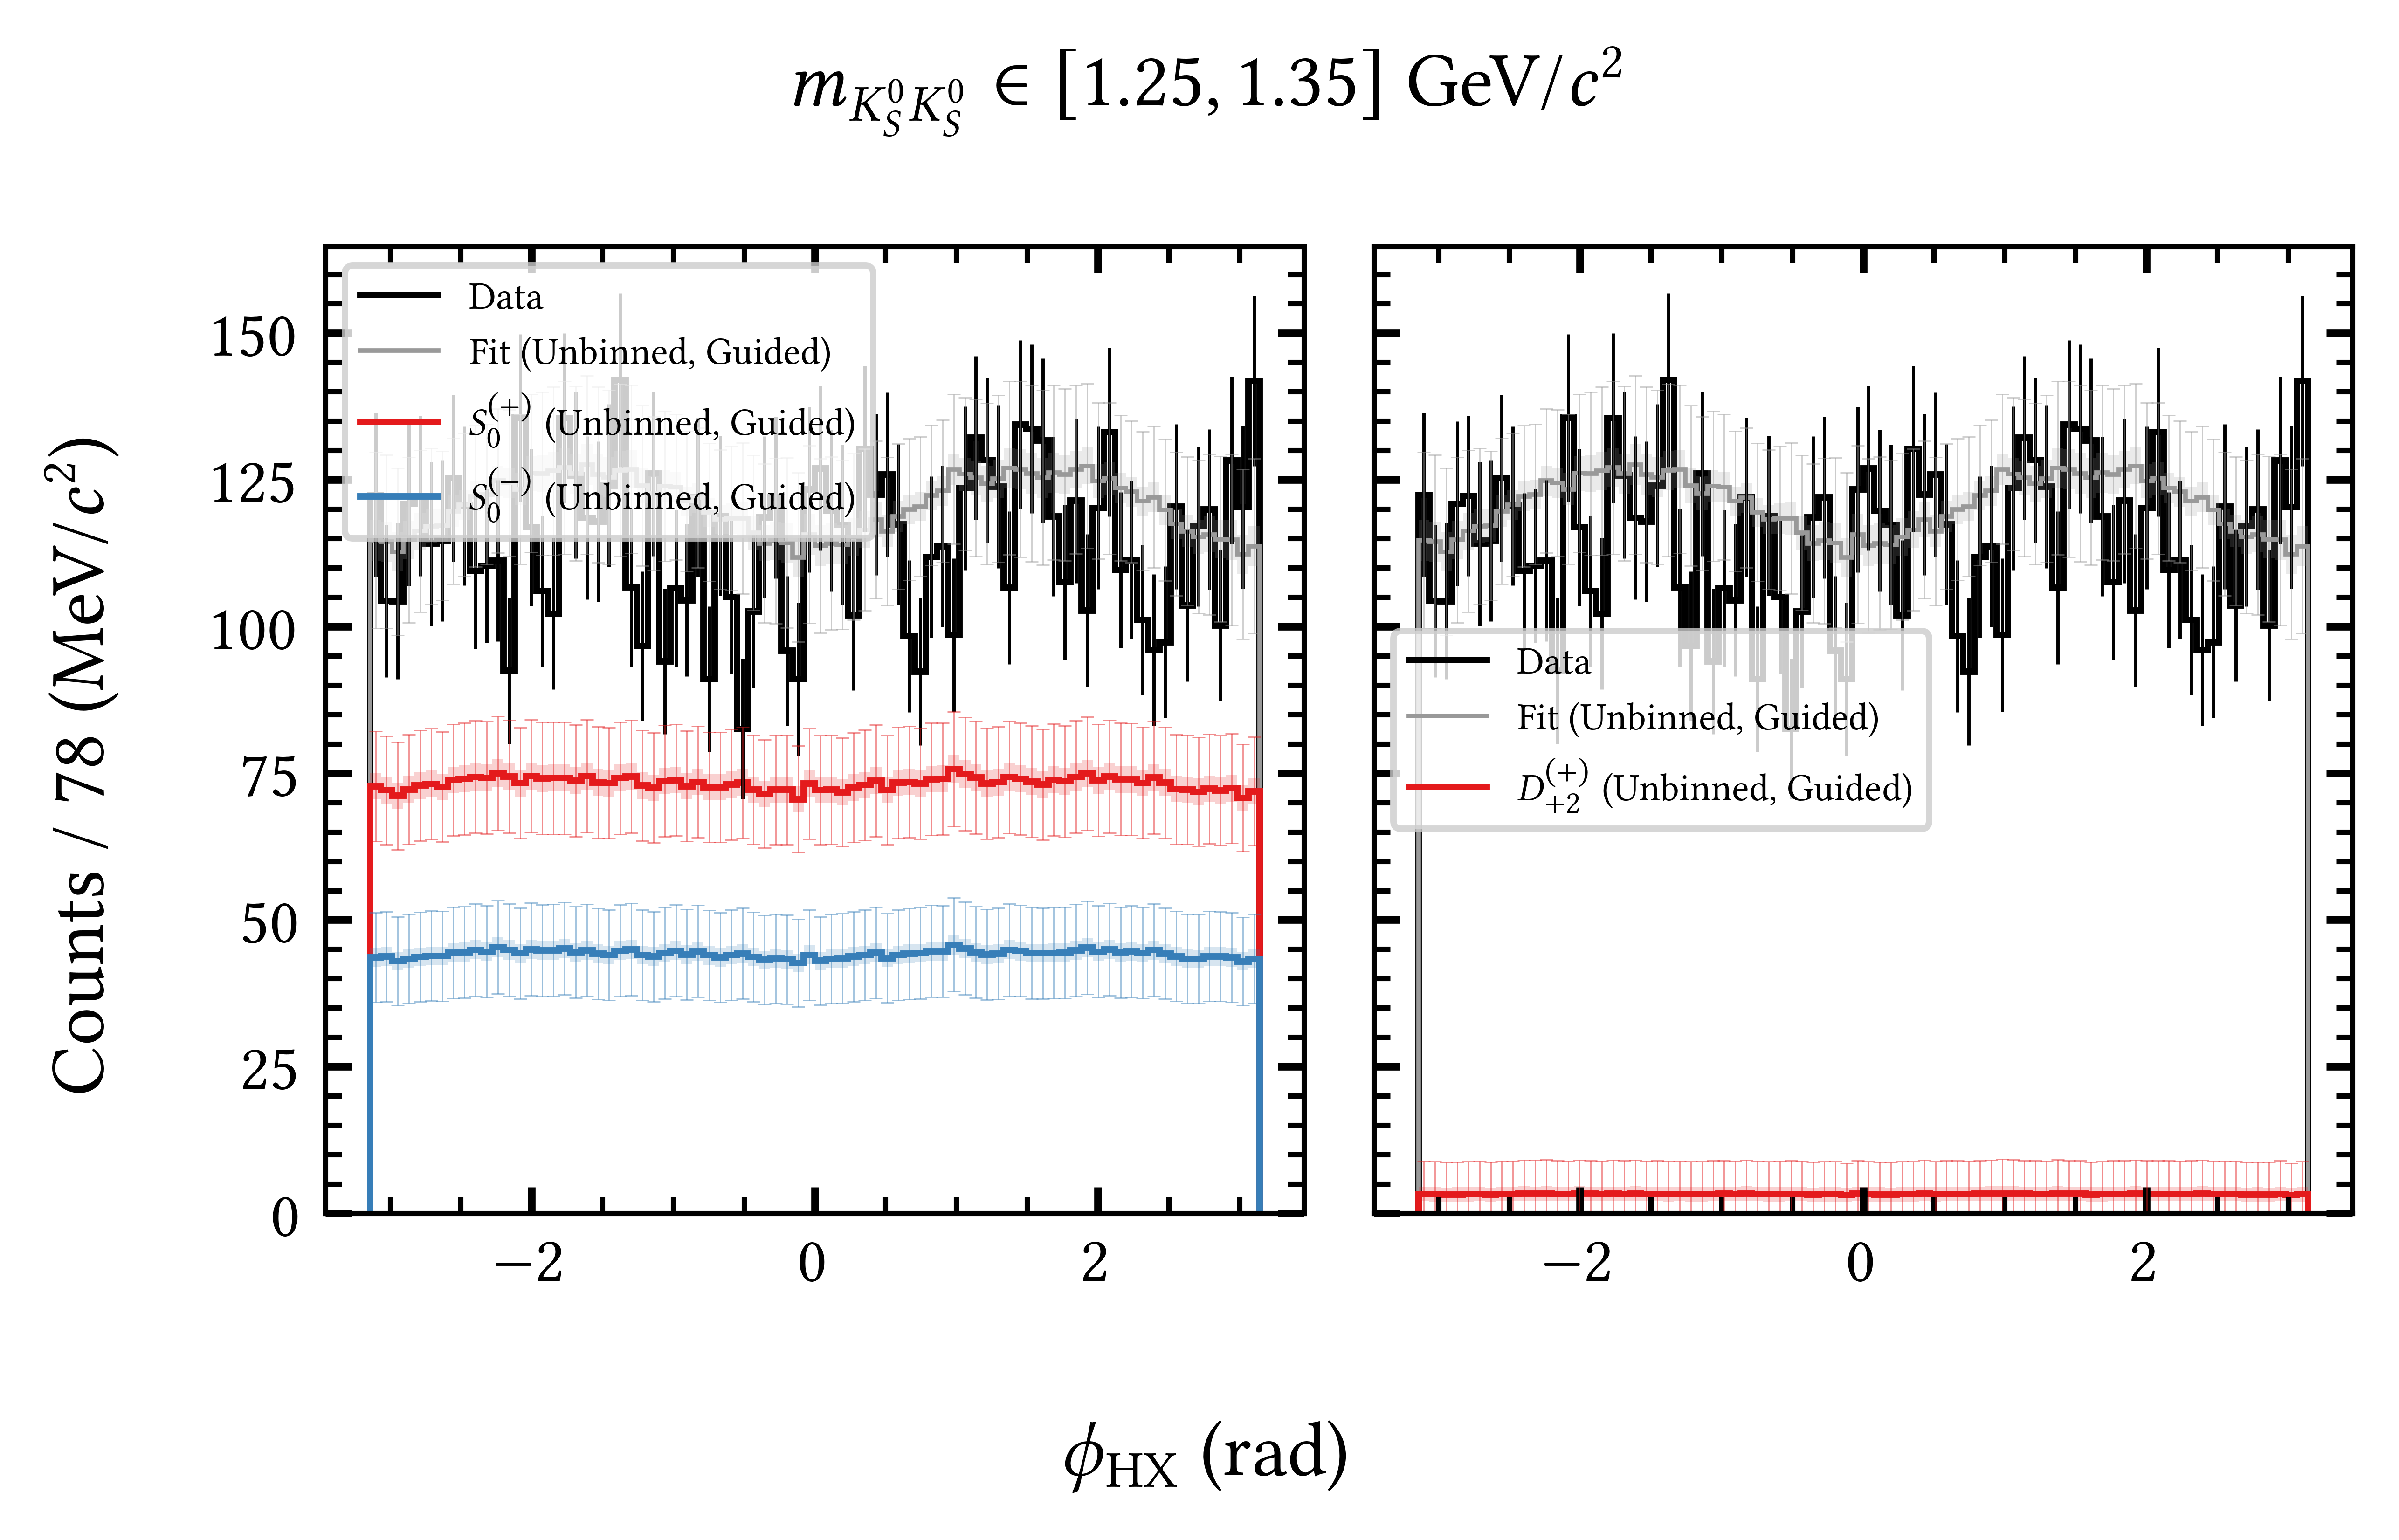 m_{K_S^0 K_S^0} ∈ [1.25, 1.35] GeV/c²
Counts / 78 (MeV/c²)
150
125
100
75
50
25
0
Data
Fit (Unbinned, Guided)
S_0^{(+)} (Unbinned, Guided)
S_0^{(−)} (Unbinned, Guided)
−2
0
2
Data
Fit (Unbinned, Guided)
D_{+2}^{(+)} (Unbinned, Guided)
−2
0
2
ϕ_{HX} (rad)